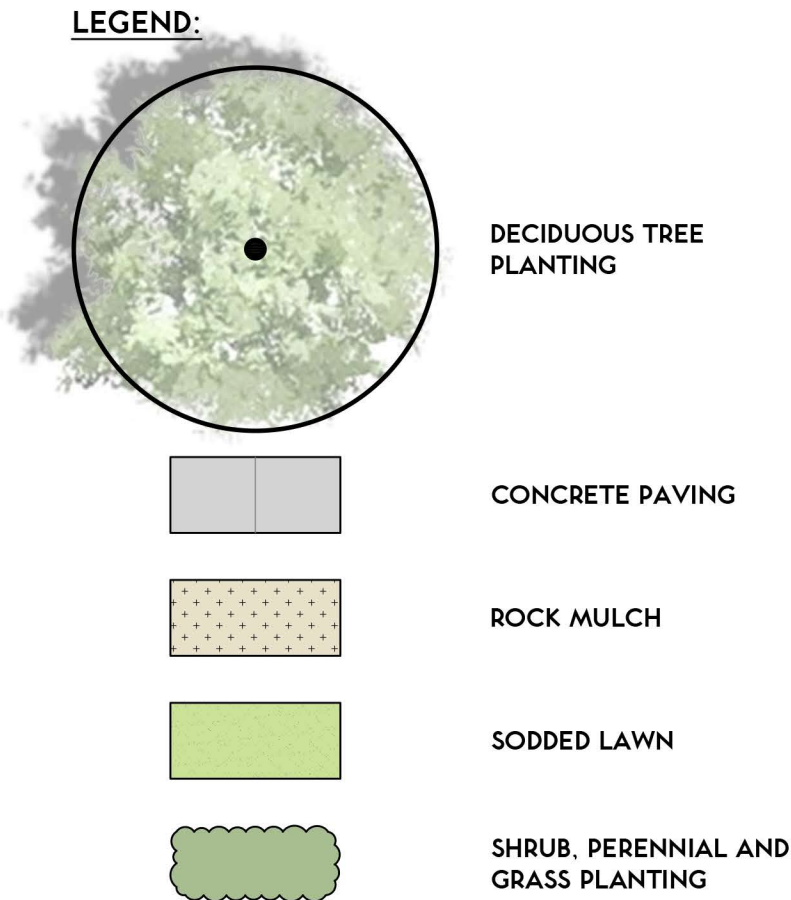 LEGEND:
DECIDUOUS TREE
PLANTING
CONCRETE PAVING
ROCK MULCH
SODDED LAWN
SHRUB, PERENNIAL AND
GRASS PLANTING